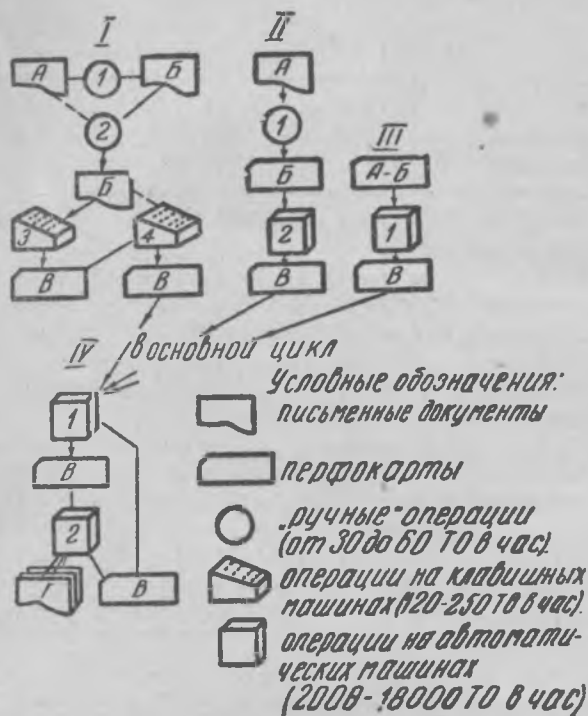 I
II
А 1 Б
А
2
1
III
Б
Б
А-Б
3 4
2
1
В В
В
В
IV
в основной цикл
1
Условные обозначения:
письменные документы
В
перфокарты
2
„ручные“ операции
(от 30 до 60 ТО в час).
Г В
операции на клавишных
машинах (120-250 ТО в час).
операции на автомати-
ческих машинах
(2000-18000 ТО в час)